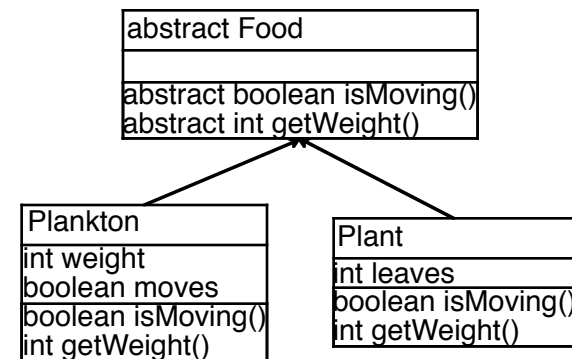 abstract Food
abstract boolean isMoving()
abstract int getWeight()
Plankton
int weight
boolean moves
boolean isMoving()
int getWeight()
Plant
int leaves
boolean isMoving()
int getWeight()